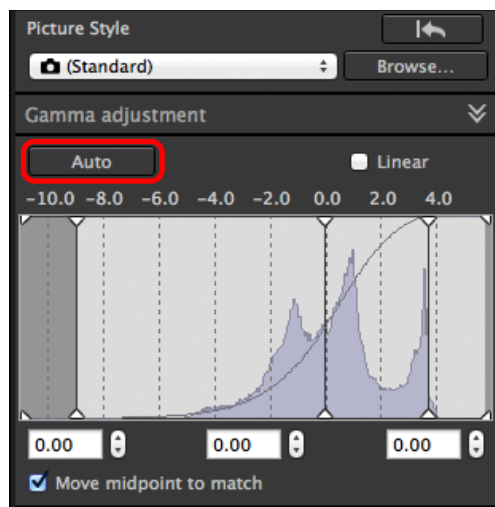 Picture Style
(Standard)
Browse...
Gamma adjustment
Auto
Linear
−10.0 −8.0 −6.0 −4.0 −2.0 0.0 2.0 4.0
0.00 0.00 0.00
Move midpoint to match